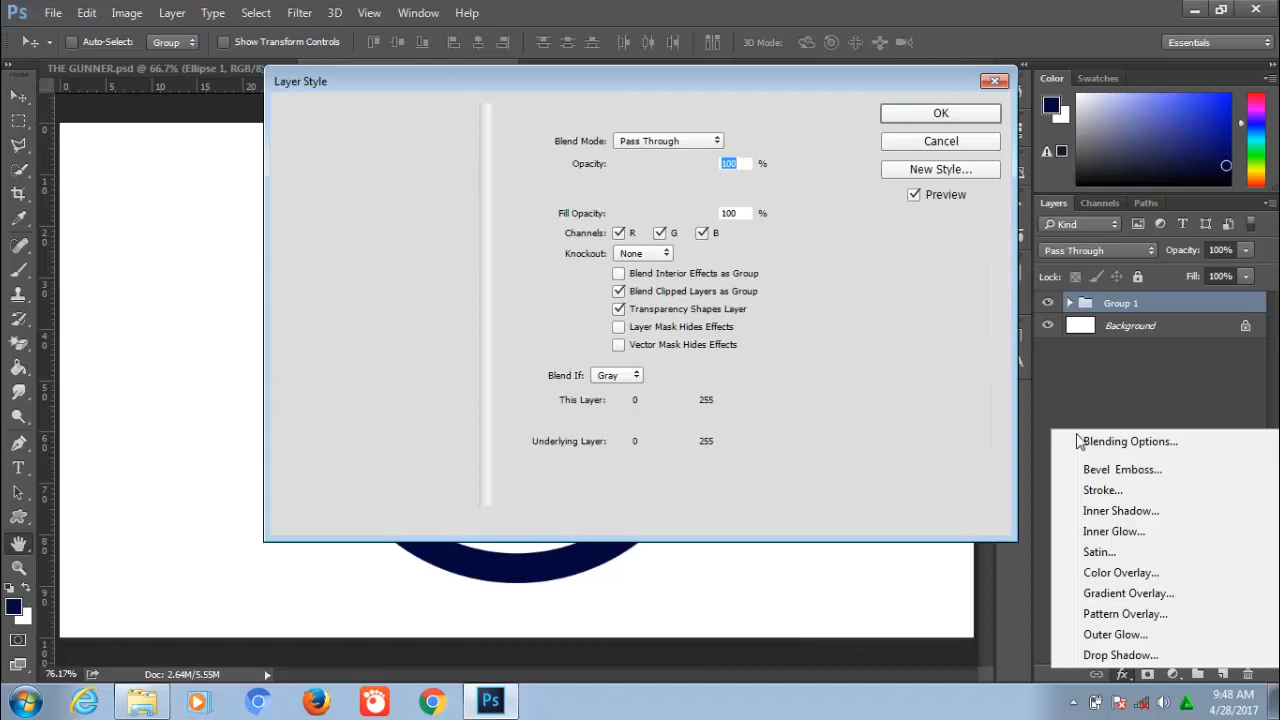 Ps File Edit Image Layer Type Select Filter 3D View Window Help
Auto-Select: Group Show Transform Controls 3D Mode: Essentials
THE GUNNER.psd @ 66.7% (Ellipse 1, RGB/8)
Layer Style
Blend Mode: Pass Through
Opacity: 100 %
Fill Opacity: 100 %
Channels: R G B
Knockout: None
Blend Interior Effects as Group
Blend Clipped Layers as Group
Transparency Shapes Layer
Layer Mask Hides Effects
Vector Mask Hides Effects
Blend If: Gray
This Layer: 0 255
Underlying Layer: 0 255
OK
Cancel
New Style...
Preview
Color Swatches
Layers Channels Paths
Kind
Pass Through Opacity: 100%
Lock: Fill: 100%
Group 1
Background
Blending Options...
Bevel Emboss...
Stroke...
Inner Shadow...
Inner Glow...
Satin...
Color Overlay...
Gradient Overlay...
Pattern Overlay...
Outer Glow...
Drop Shadow...
76.17% Doc: 2.64M/5.55M
Ps
9:48 AM
4/28/2017